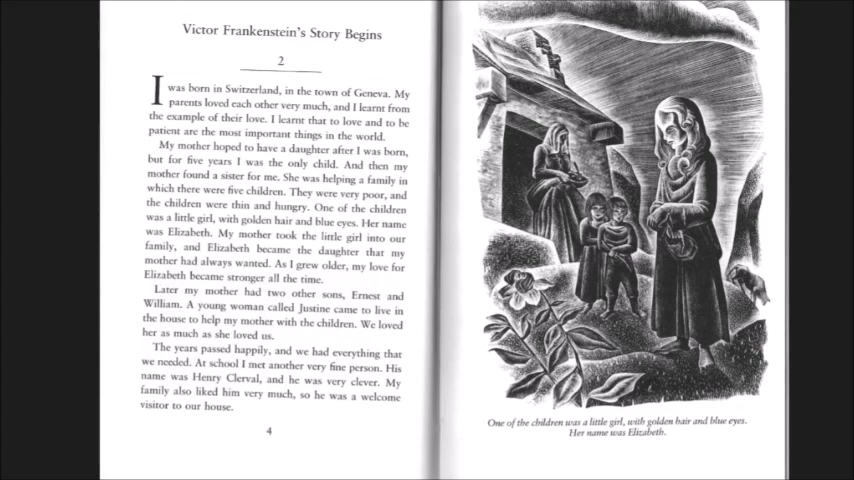 Victor Frankenstein's Story Begins
2
I was born in Switzerland, in the town of Geneva. My
parents loved each other very much, and I learnt from
the example of their love. I learnt that to love and to be
patient are the most important things in the world.
My mother hoped to have a daughter after I was born,
but for five years I was the only child. And then my
mother found a sister for me. She was helping a family in
which there were five children. They were very poor, and
the children were thin and hungry. One of the children
was a little girl, with golden hair and blue eyes. Her name
was Elizabeth. My mother took the little girl into our
family, and Elizabeth became the daughter that my
mother had always wanted. As I grew older, my love for
Elizabeth became stronger all the time.
Later my mother had two other sons, Ernest and
William. A young woman called Justine came to live in
the house to help my mother with the children. We loved
her as much as she loved us.
The years passed happily, and we had everything that
we needed. At school I met another very fine person. His
name was Henry Clerval, and he was very clever. My
family also liked him very much, so he was a welcome
visitor to our house.
4
One of the children was a little girl, with golden hair and blue eyes.
Her name was Elizabeth.